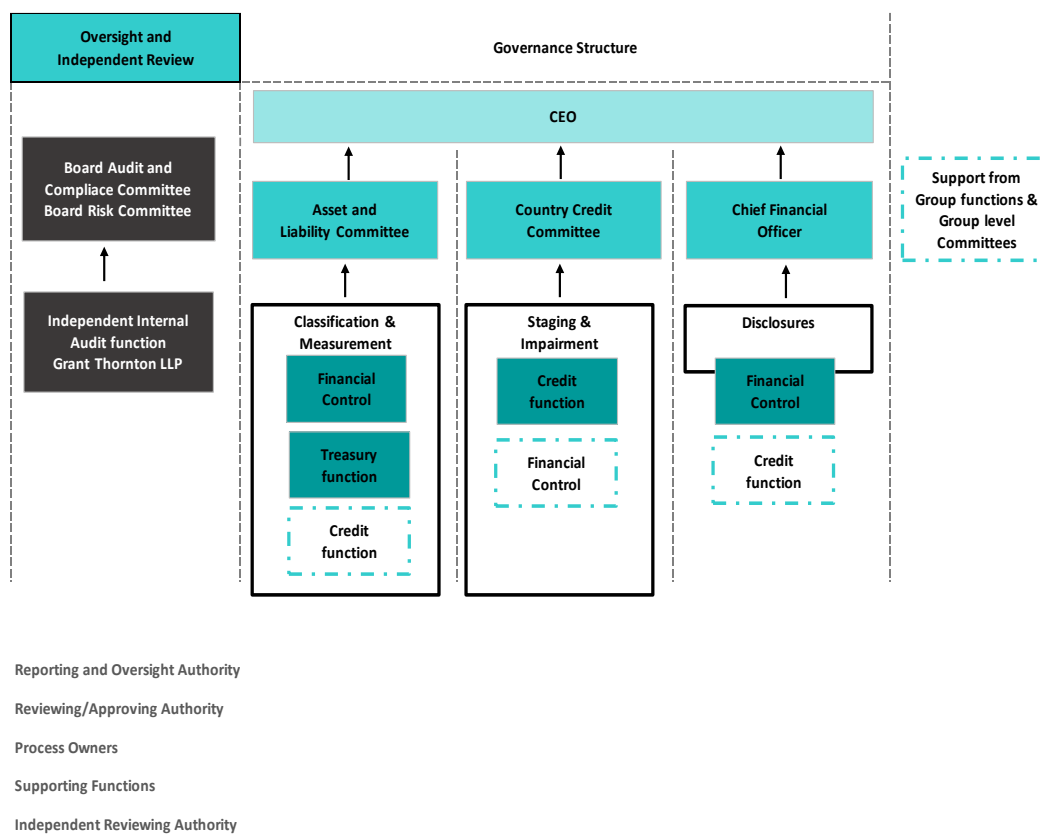 Oversight and
Independent Review
Governance Structure
CEO
Board Audit and
Compliace Committee
Board Risk Committee
Independent Internal
Audit function
Grant Thornton LLP
Asset and
Liability Committee
Classification &
Measurement
Financial
Control
Treasury
function
Credit
function
Country Credit
Committee
Staging &
Impairment
Credit
function
Financial
Control
Chief Financial
Officer
Disclosures
Financial
Control
Credit
function
Support from
Group functions &
Group level
Committees
Reporting and Oversight Authority
Reviewing/Approving Authority
Process Owners
Supporting Functions
Independent Reviewing Authority